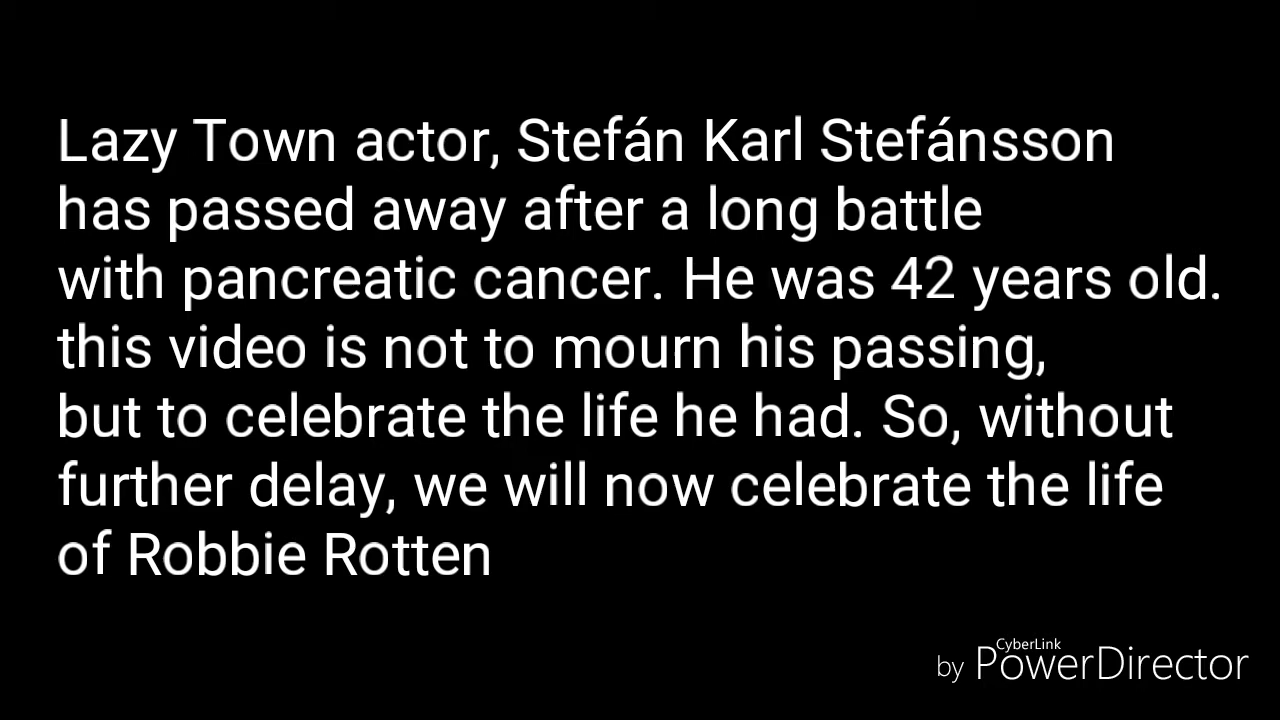 Lazy Town actor, Stefán Karl Stefánsson
has passed away after a long battle
with pancreatic cancer. He was 42 years old.
this video is not to mourn his passing,
but to celebrate the life he had. So, without
further delay, we will now celebrate the life
of Robbie Rotten
CyberLink
by PowerDirector